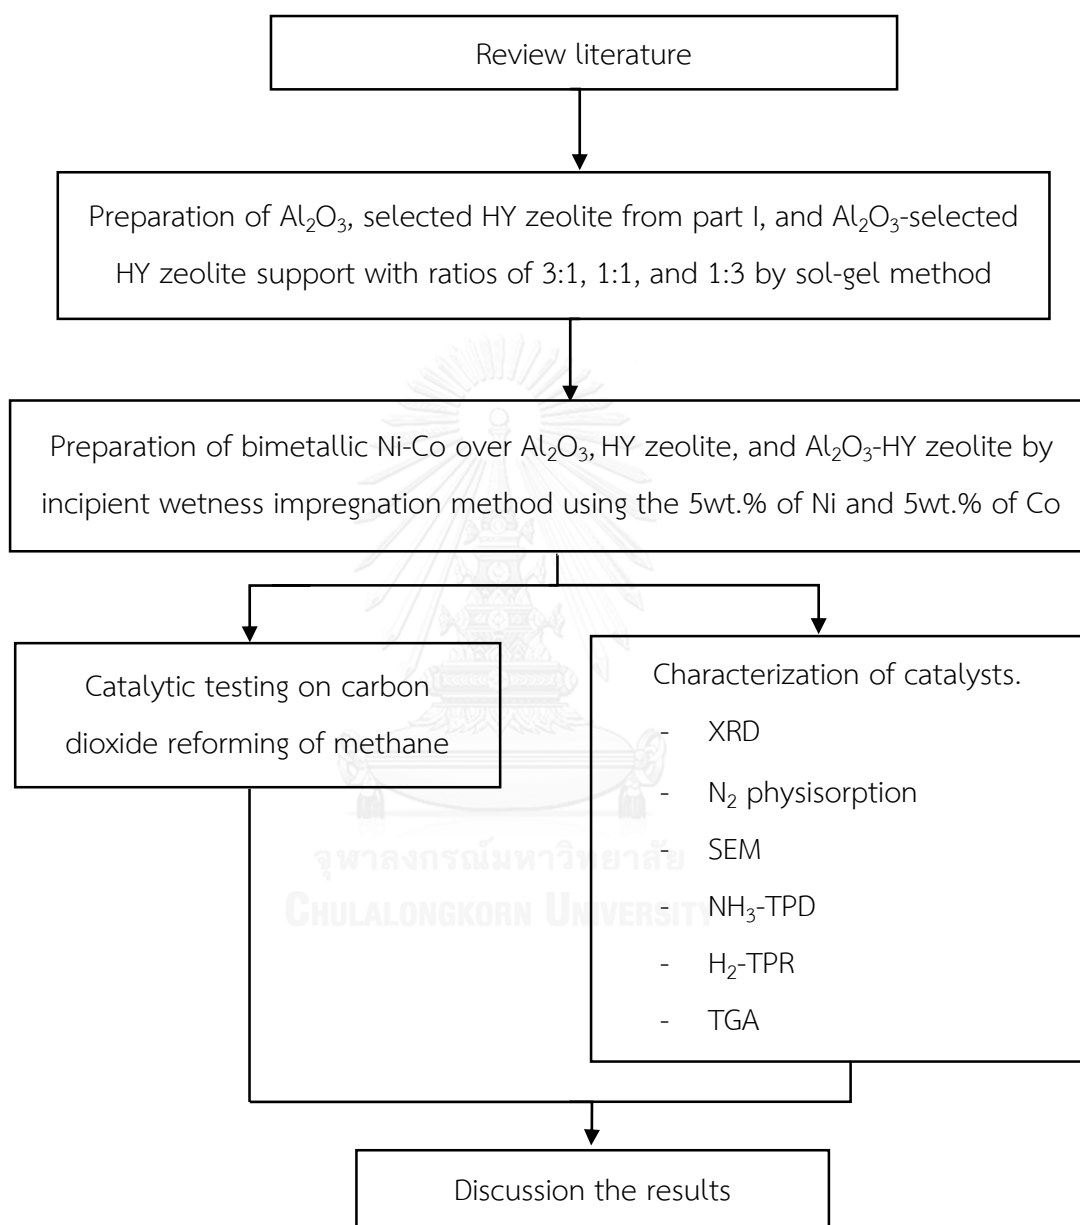 Review literature
Preparation of Al₂O₃, selected HY zeolite from part I, and Al₂O₃-selected
HY zeolite support with ratios of 3:1, 1:1, and 1:3 by sol-gel method
Preparation of bimetallic Ni-Co over Al₂O₃, HY zeolite, and Al₂O₃-HY zeolite by
incipient wetness impregnation method using the 5wt.% of Ni and 5wt.% of Co
Catalytic testing on carbon
dioxide reforming of methane
Characterization of catalysts.
- XRD
- N₂ physisorption
- SEM
- NH₃-TPD
- H₂-TPR
- TGA
จุฬาลงกรณ์มหาวิทยาลัย
CHULALONGKORN UNIVERSITY
Discussion the results